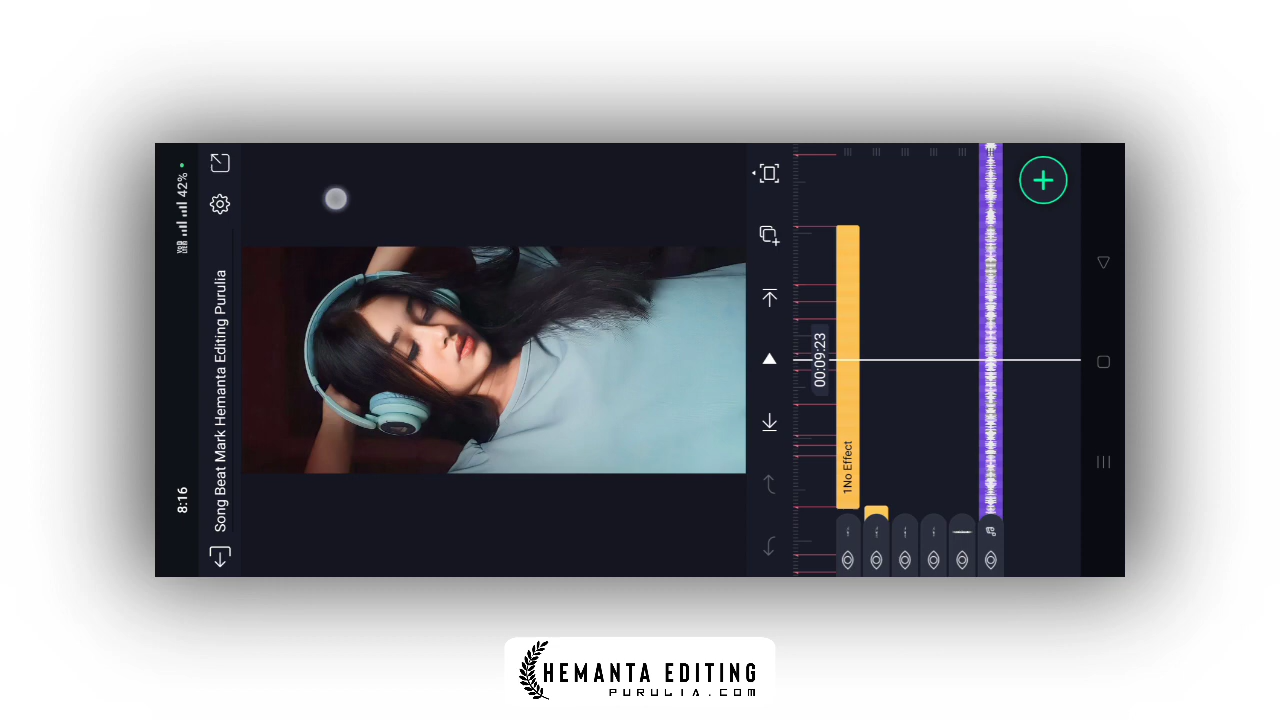 8:16
42%
Song Beat Mark Hemanta Editing Purulia
00:09:23
1No Effect
HEMANTA EDITING
PURULIA.COM